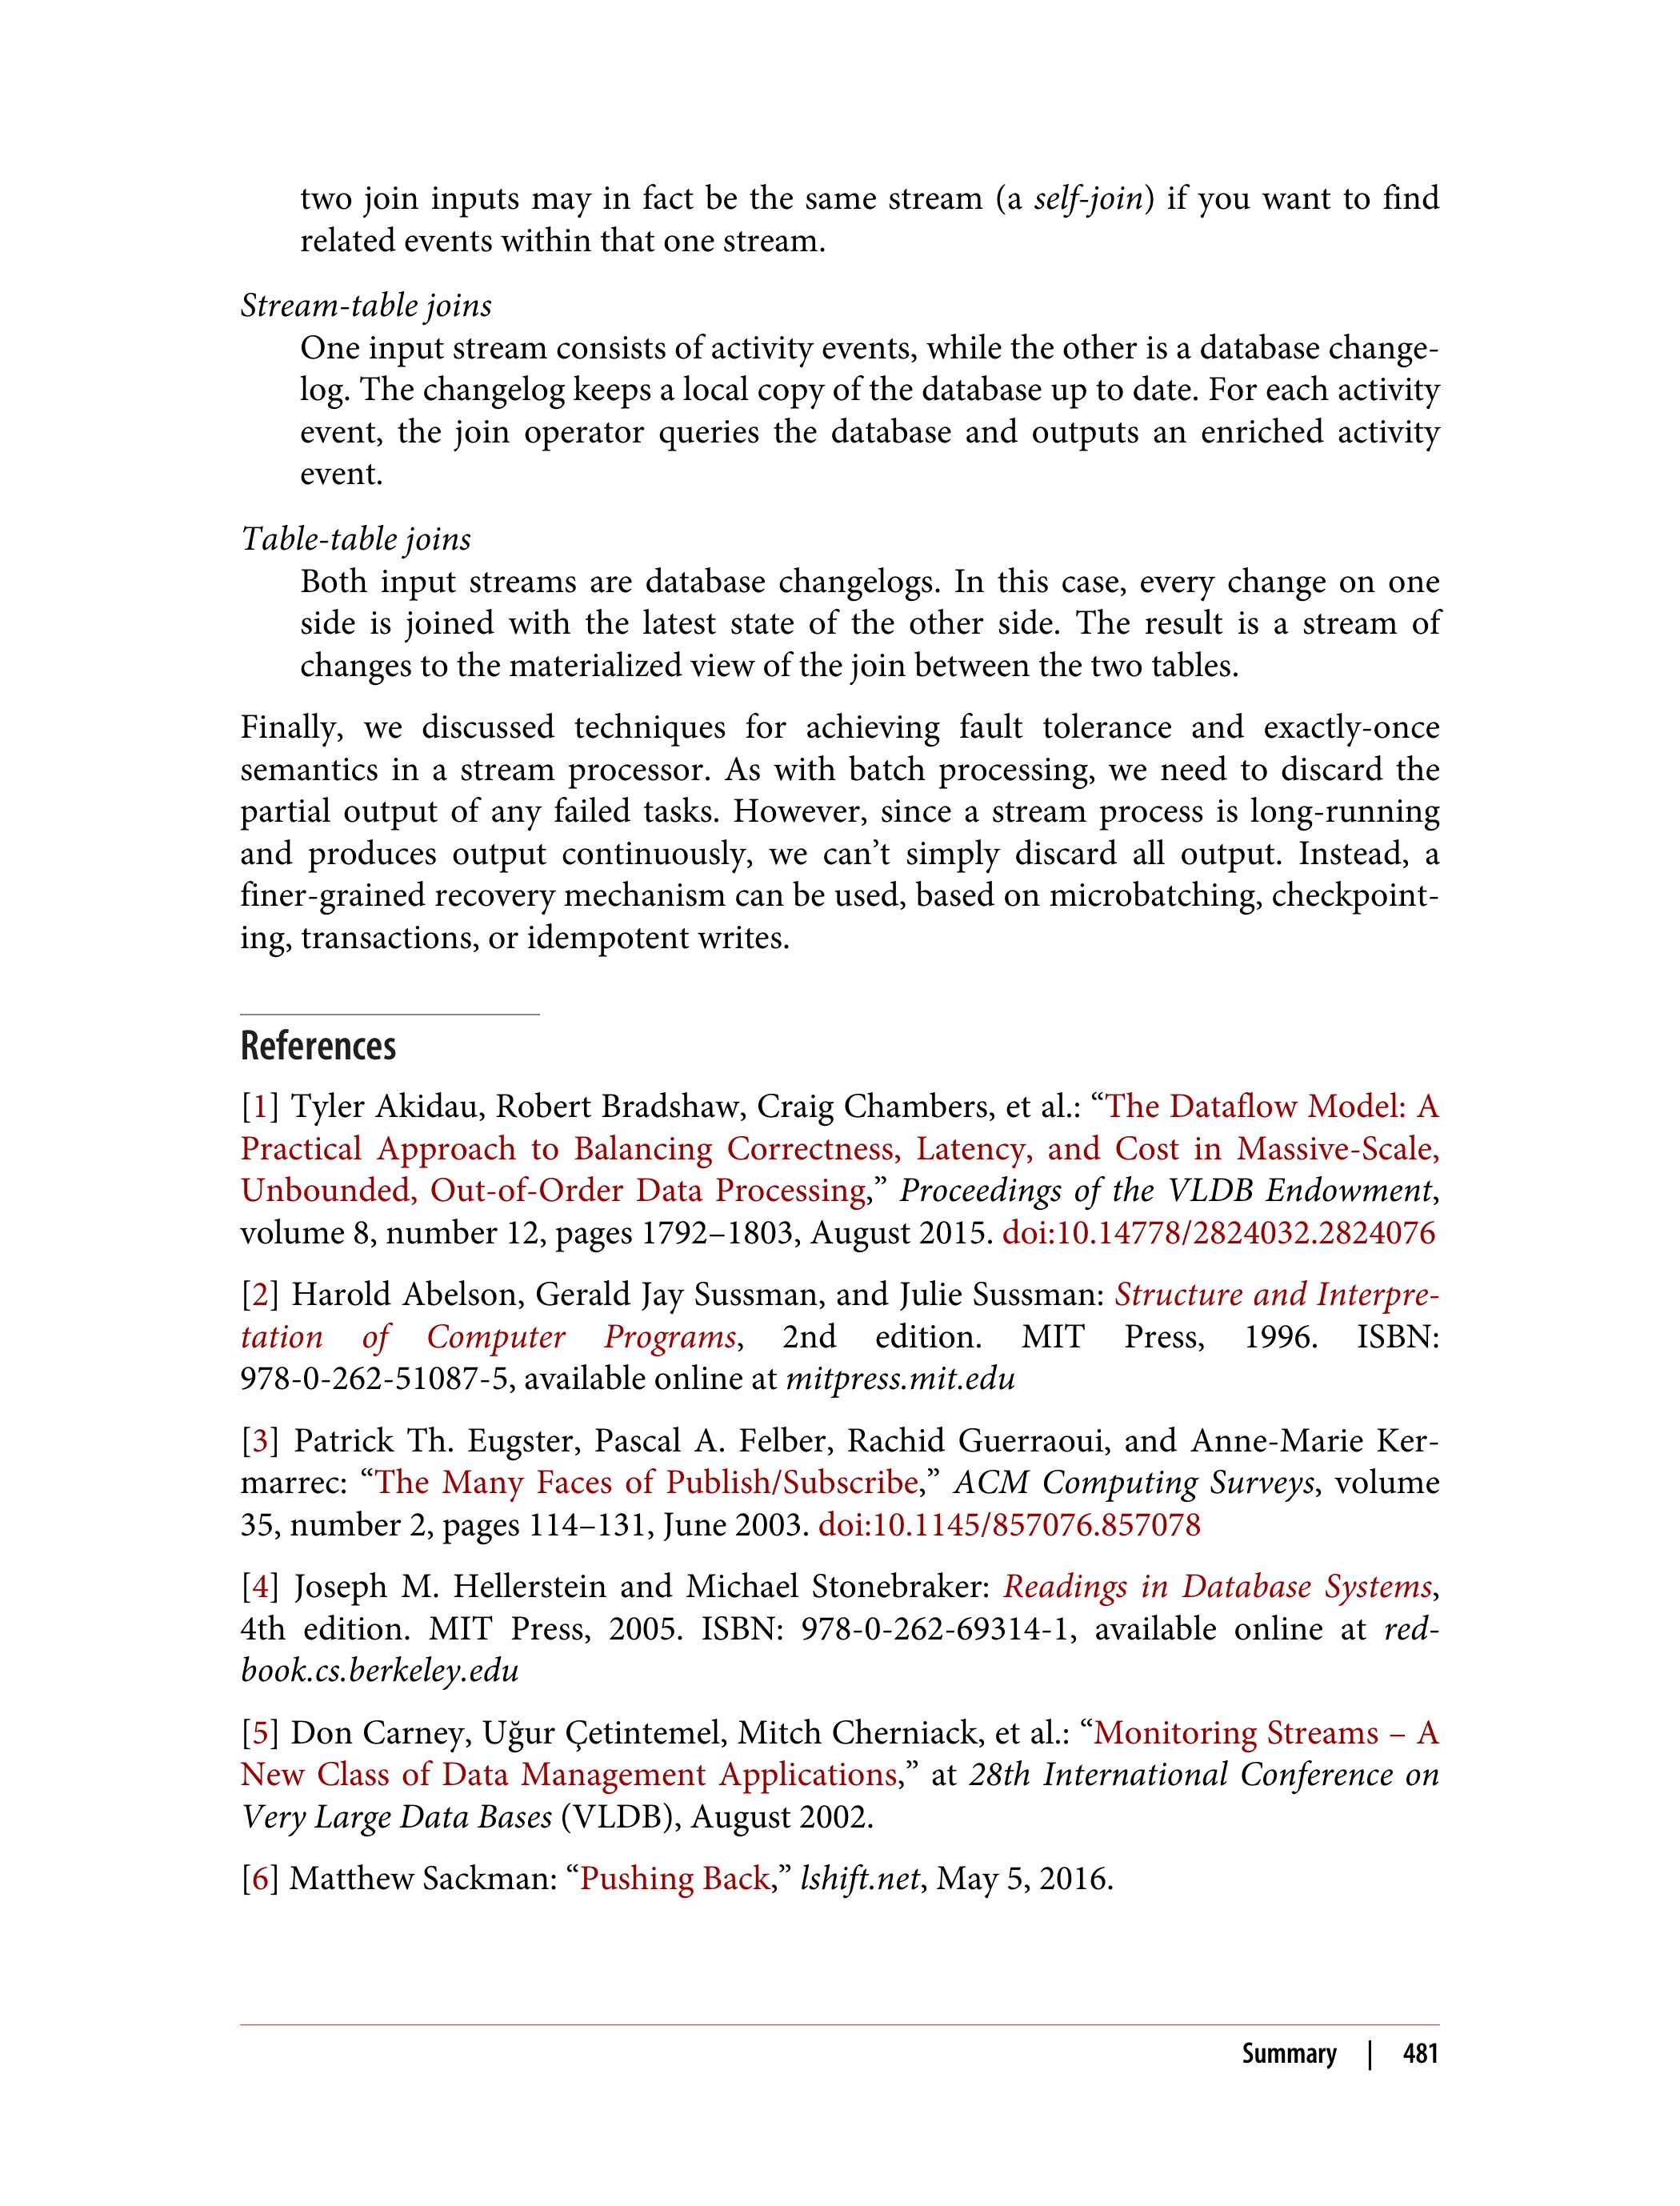 two join inputs may in fact be the same stream (a self-join) if you want to find
related events within that one stream.
Stream-table joins
One input stream consists of activity events, while the other is a database change-
log. The changelog keeps a local copy of the database up to date. For each activity
event, the join operator queries the database and outputs an enriched activity
event.
Table-table joins
Both input streams are database changelogs. In this case, every change on one
side is joined with the latest state of the other side. The result is a stream of
changes to the materialized view of the join between the two tables.
Finally, we discussed techniques for achieving fault tolerance and exactly-once
semantics in a stream processor. As with batch processing, we need to discard the
partial output of any failed tasks. However, since a stream process is long-running
and produces output continuously, we can’t simply discard all output. Instead, a
finer-grained recovery mechanism can be used, based on microbatching, checkpoint-
ing, transactions, or idempotent writes.
References
[1] Tyler Akidau, Robert Bradshaw, Craig Chambers, et al.: “The Dataflow Model: A
Practical Approach to Balancing Correctness, Latency, and Cost in Massive-Scale,
Unbounded, Out-of-Order Data Processing,” Proceedings of the VLDB Endowment,
volume 8, number 12, pages 1792–1803, August 2015. doi:10.14778/2824032.2824076
[2] Harold Abelson, Gerald Jay Sussman, and Julie Sussman: Structure and Interpre-
tation of Computer Programs, 2nd edition. MIT Press, 1996. ISBN:
978-0-262-51087-5, available online at mitpress.mit.edu
[3] Patrick Th. Eugster, Pascal A. Felber, Rachid Guerraoui, and Anne-Marie Ker-
marrec: “The Many Faces of Publish/Subscribe,” ACM Computing Surveys, volume
35, number 2, pages 114–131, June 2003. doi:10.1145/857076.857078
[4] Joseph M. Hellerstein and Michael Stonebraker: Readings in Database Systems,
4th edition. MIT Press, 2005. ISBN: 978-0-262-69314-1, available online at red-
book.cs.berkeley.edu
[5] Don Carney, Uğur Çetintemel, Mitch Cherniack, et al.: “Monitoring Streams – A
New Class of Data Management Applications,” at 28th International Conference on
Very Large Data Bases (VLDB), August 2002.
[6] Matthew Sackman: “Pushing Back,” lshift.net, May 5, 2016.
Summary | 481